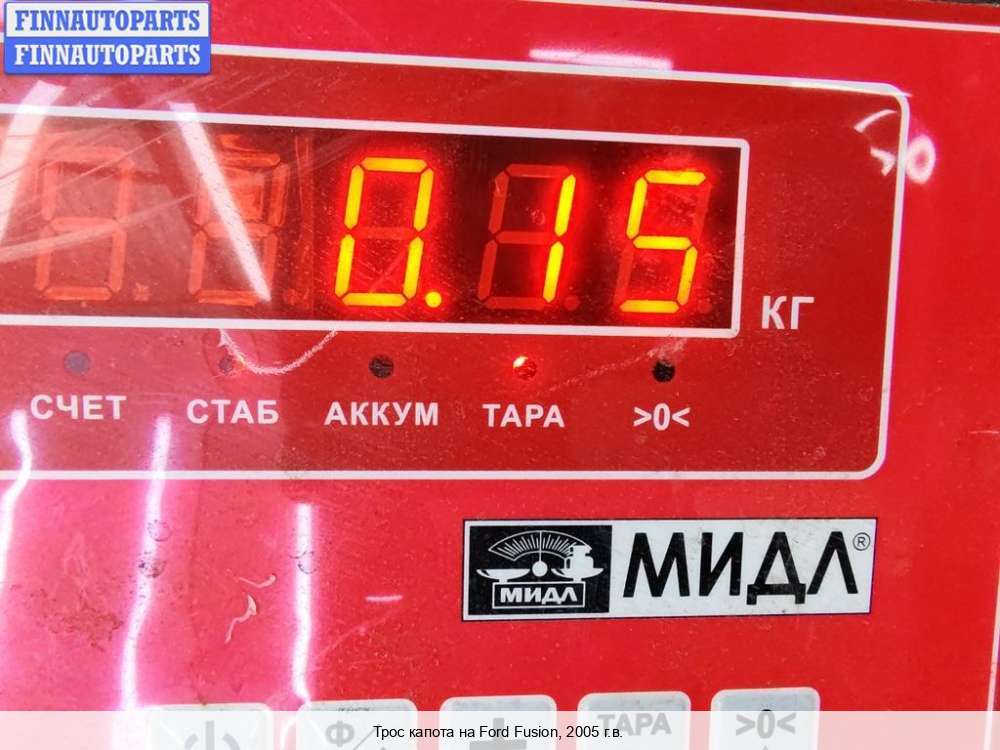 FINNAUTOPARTS
FINNAUTOPARTS
0.15
КГ
СЧЕТ СТАБ АККУМ ТАРА >0<
МИДЛ МИДЛ®
ТАРА >0<
Трос капота на Ford Fusion, 2005 г.в.